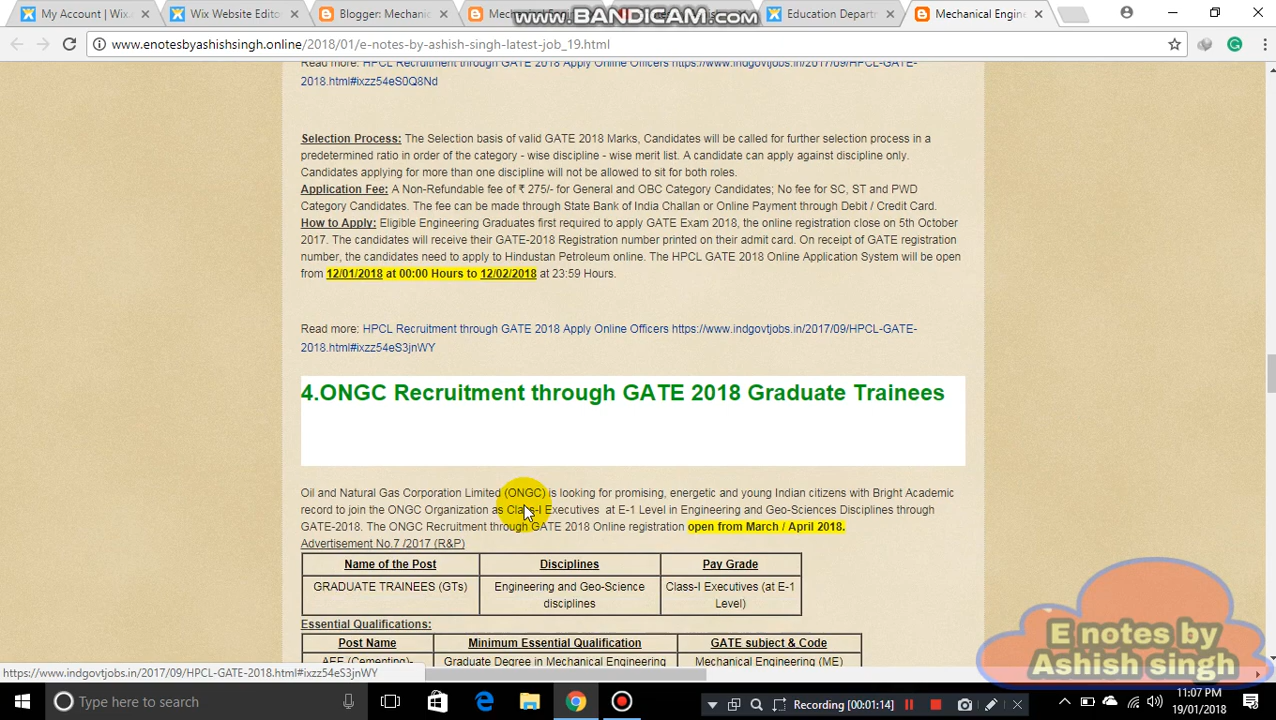 My Account | Wix
Wix Website Edito
Blogger: Mechanic
Education Depart
Mechanical Engine
www.BANDICAM.com
www.enotesbyashishsingh.online/2018/01/e-notes-by-ashish-singh-latest-job_19.html
Read more: HPCL Recruitment through GATE 2018 Apply Online Officers https://www.indgovtjobs.in/2017/09/HPCL-GATE-
2018.html#ixzz54eS0Q8Nd
Selection Process: The Selection basis of valid GATE 2018 Marks, Candidates will be called for further selection process in a
predetermined ratio in order of the category - wise discipline - wise merit list. A candidate can apply against discipline only.
Candidates applying for more than one discipline will not be allowed to sit for both roles.
Application Fee: A Non-Refundable fee of ₹ 275/- for General and OBC Category Candidates; No fee for SC, ST and PWD
Category Candidates. The fee can be made through State Bank of India Challan or Online Payment through Debit / Credit Card.
How to Apply: Eligible Engineering Graduates first required to apply GATE Exam 2018, the online registration close on 5th October
2017. The candidates will receive their GATE-2018 Registration number printed on their admit card. On receipt of GATE registration
number, the candidates need to apply to Hindustan Petroleum online. The HPCL GATE 2018 Online Application System will be open
from 12/01/2018 at 00:00 Hours to 12/02/2018 at 23:59 Hours.
Read more: HPCL Recruitment through GATE 2018 Apply Online Officers https://www.indgovtjobs.in/2017/09/HPCL-GATE-
2018.html#ixzz54eS3jnWY
4.ONGC Recruitment through GATE 2018 Graduate Trainees
Oil and Natural Gas Corporation Limited (ONGC) is looking for promising, energetic and young Indian citizens with Bright Academic
record to join the ONGC Organization as Class-I Executives at E-1 Level in Engineering and Geo-Sciences Disciplines through
GATE-2018. The ONGC Recruitment through GATE 2018 Online registration open from March / April 2018.
Advertisement No.7 /2017 (R&P)
Name of the Post Disciplines Pay Grade
GRADUATE TRAINEES (GTs) Engineering and Geo-Science Class-I Executives (at E-1
disciplines Level)
Essential Qualifications:
Post Name Minimum Essential Qualification GATE subject & Code
AEE (Cementing)- Graduate Degree in Mechanical Engineering Mechanical Engineering (ME)
E notes by
Ashish singh
https://www.indgovtjobs.in/2017/09/HPCL-GATE-2018.html#ixzz54eS3jnWY
Type here to search
Recording [00:01:14]
11:07 PM
19/01/2018